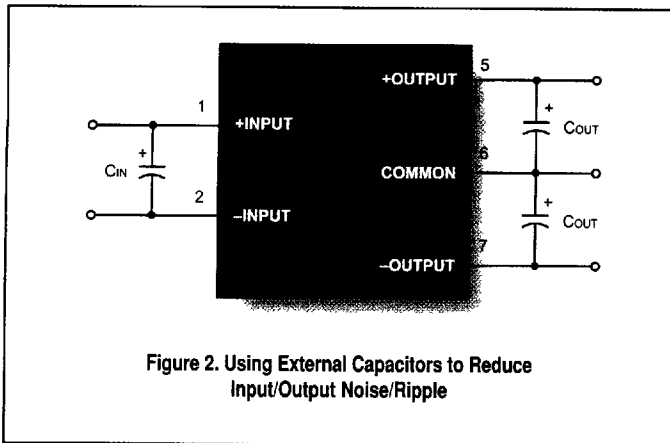 5
+OUTPUT
+
1
+INPUT
COUT
+
CIN
6
COMMON
2
+
–INPUT
COUT
7
–OUTPUT
Figure 2. Using External Capacitors to Reduce
Input/Output Noise/Ripple